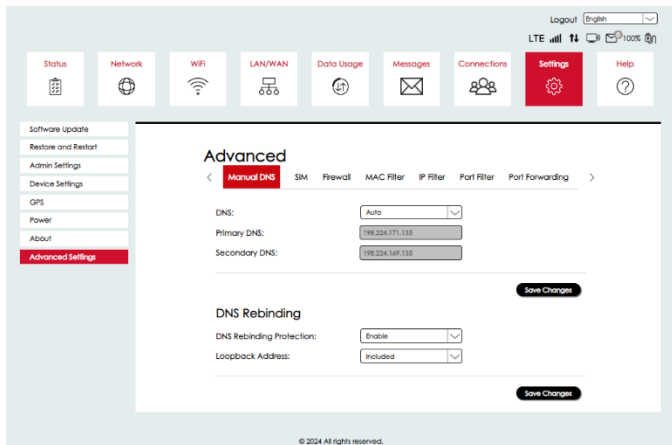 Logout English
LTE 100%
Status Network WiFi LAN/WAN Data Usage Messages Connections Settings Help
Software Update
Restore and Restart
Admin Settings
Device Settings
GPS
Power
About
Advanced Settings
Advanced
Manual DNS SIM Firewall MAC Filter IP Filter Port Filter Port Forwarding
DNS: Auto
Primary DNS: 198.224.171.135
Secondary DNS: 198.224.169.135
Save Changes
DNS Rebinding
DNS Rebinding Protection: Enable
Loopback Address: Included
Save Changes
© 2024 All rights reserved.